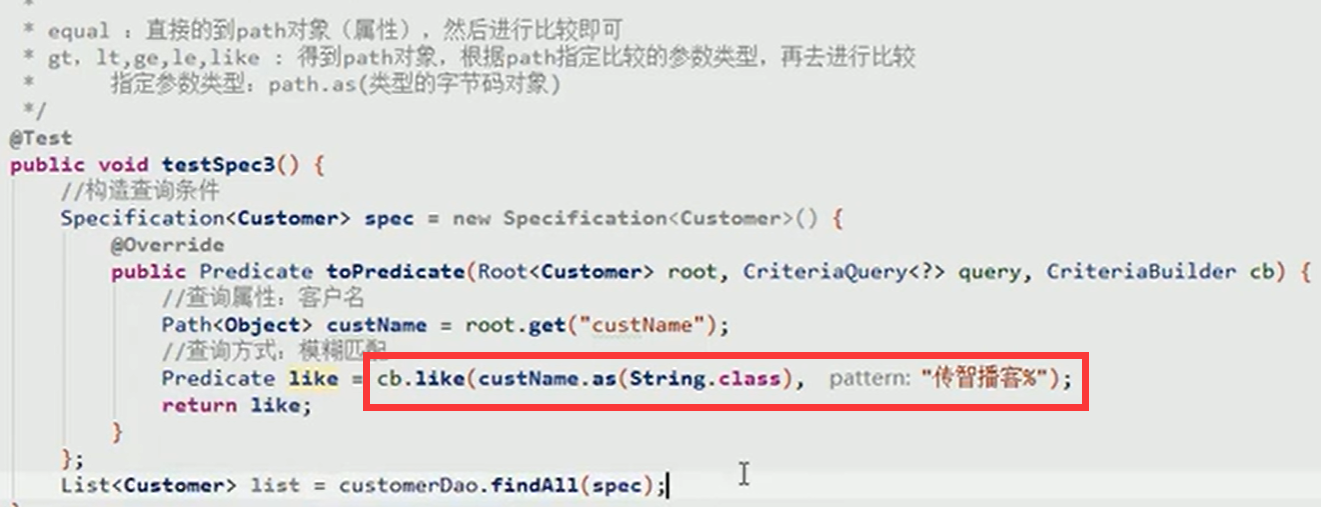 *
* equal ：直接的到path对象（属性），然后进行比较即可
* gt，lt,ge,le,like : 得到path对象，根据path指定比较的参数类型，再去进行比较
*      指定参数类型：path.as(类型的字节码对象)
*/
@Test
public void testSpec3() {
//构造查询条件
Specification<Customer> spec = new Specification<Customer>() {
@Override
public Predicate toPredicate(Root<Customer> root, CriteriaQuery<?> query, CriteriaBuilder cb) {
//查询属性：客户名
Path<Object> custName = root.get("custName");
//查询方式：模糊匹配
Predicate like = cb.like(custName.as(String.class), pattern: "传智播客%");
return like;
}
};
List<Customer> list = customerDao.findAll(spec);